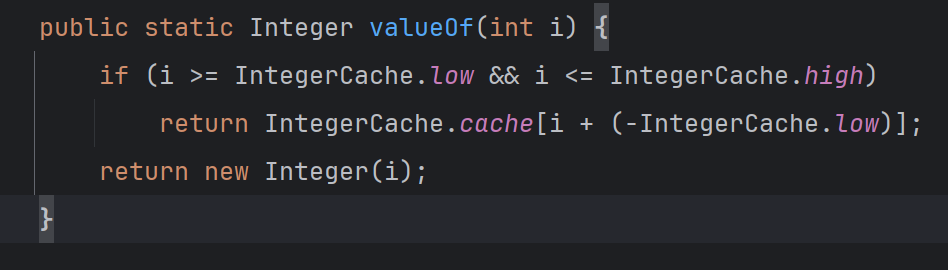 public static Integer valueOf(int i) {
if (i >= IntegerCache.low && i <= IntegerCache.high)
return IntegerCache.cache[i + (-IntegerCache.low)];
return new Integer(i);
}